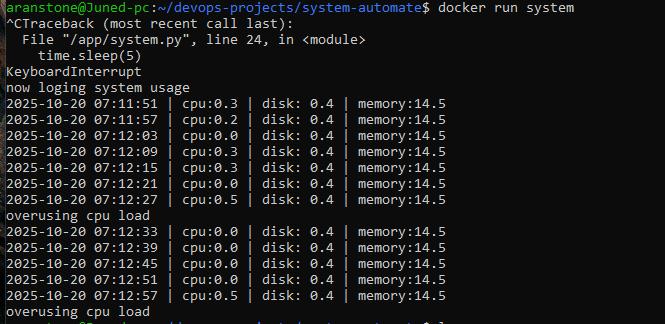 aranstone@Juned-pc:~/devops-projects/system-automate$ docker run system
^CTraceback (most recent call last):
  File "/app/system.py", line 24, in <module>
    time.sleep(5)
KeyboardInterrupt
now loging system usage
2025-10-20 07:11:51 | cpu:0.3 | disk: 0.4 | memory:14.5
2025-10-20 07:11:57 | cpu:0.2 | disk: 0.4 | memory:14.5
2025-10-20 07:12:03 | cpu:0.0 | disk: 0.4 | memory:14.5
2025-10-20 07:12:09 | cpu:0.3 | disk: 0.4 | memory:14.5
2025-10-20 07:12:15 | cpu:0.3 | disk: 0.4 | memory:14.5
2025-10-20 07:12:21 | cpu:0.0 | disk: 0.4 | memory:14.5
2025-10-20 07:12:27 | cpu:0.5 | disk: 0.4 | memory:14.5
overusing cpu load
2025-10-20 07:12:33 | cpu:0.0 | disk: 0.4 | memory:14.5
2025-10-20 07:12:39 | cpu:0.0 | disk: 0.4 | memory:14.5
2025-10-20 07:12:45 | cpu:0.0 | disk: 0.4 | memory:14.5
2025-10-20 07:12:51 | cpu:0.0 | disk: 0.4 | memory:14.5
2025-10-20 07:12:57 | cpu:0.5 | disk: 0.4 | memory:14.5
overusing cpu load